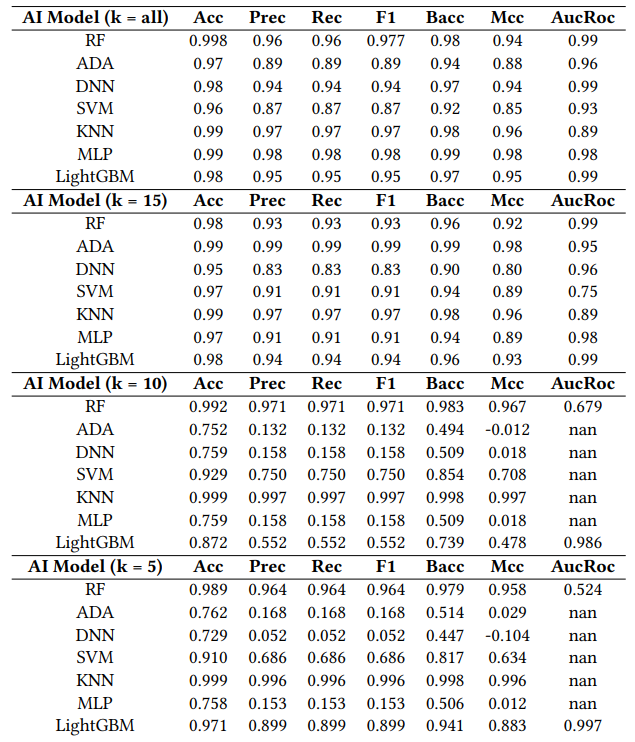 AI Model (k = all) Acc Prec Rec F1 Bacc Mcc AucRoc
RF 0.998 0.96 0.96 0.977 0.98 0.94 0.99
ADA 0.97 0.89 0.89 0.89 0.94 0.88 0.96
DNN 0.98 0.94 0.94 0.94 0.97 0.94 0.99
SVM 0.96 0.87 0.87 0.87 0.92 0.85 0.93
KNN 0.99 0.97 0.97 0.97 0.98 0.96 0.89
MLP 0.99 0.98 0.98 0.98 0.99 0.98 0.98
LightGBM 0.98 0.95 0.95 0.95 0.97 0.95 0.99
AI Model (k = 15) Acc Prec Rec F1 Bacc Mcc AucRoc
RF 0.98 0.93 0.93 0.93 0.96 0.92 0.99
ADA 0.99 0.99 0.99 0.99 0.99 0.98 0.95
DNN 0.95 0.83 0.83 0.83 0.90 0.80 0.96
SVM 0.97 0.91 0.91 0.91 0.94 0.89 0.75
KNN 0.99 0.97 0.97 0.97 0.98 0.96 0.89
MLP 0.97 0.91 0.91 0.91 0.94 0.89 0.98
LightGBM 0.98 0.94 0.94 0.94 0.96 0.93 0.99
AI Model (k = 10) Acc Prec Rec F1 Bacc Mcc AucRoc
RF 0.992 0.971 0.971 0.971 0.983 0.967 0.679
ADA 0.752 0.132 0.132 0.132 0.494 -0.012 nan
DNN 0.759 0.158 0.158 0.158 0.509 0.018 nan
SVM 0.929 0.750 0.750 0.750 0.854 0.708 nan
KNN 0.999 0.997 0.997 0.997 0.998 0.997 nan
MLP 0.759 0.158 0.158 0.158 0.509 0.018 nan
LightGBM 0.872 0.552 0.552 0.552 0.739 0.478 0.986
AI Model (k = 5) Acc Prec Rec F1 Bacc Mcc AucRoc
RF 0.989 0.964 0.964 0.964 0.979 0.958 0.524
ADA 0.762 0.168 0.168 0.168 0.514 0.029 nan
DNN 0.729 0.052 0.052 0.052 0.447 -0.104 nan
SVM 0.910 0.686 0.686 0.686 0.817 0.634 nan
KNN 0.999 0.996 0.996 0.996 0.998 0.996 nan
MLP 0.758 0.153 0.153 0.153 0.506 0.012 nan
LightGBM 0.971 0.899 0.899 0.899 0.941 0.883 0.997